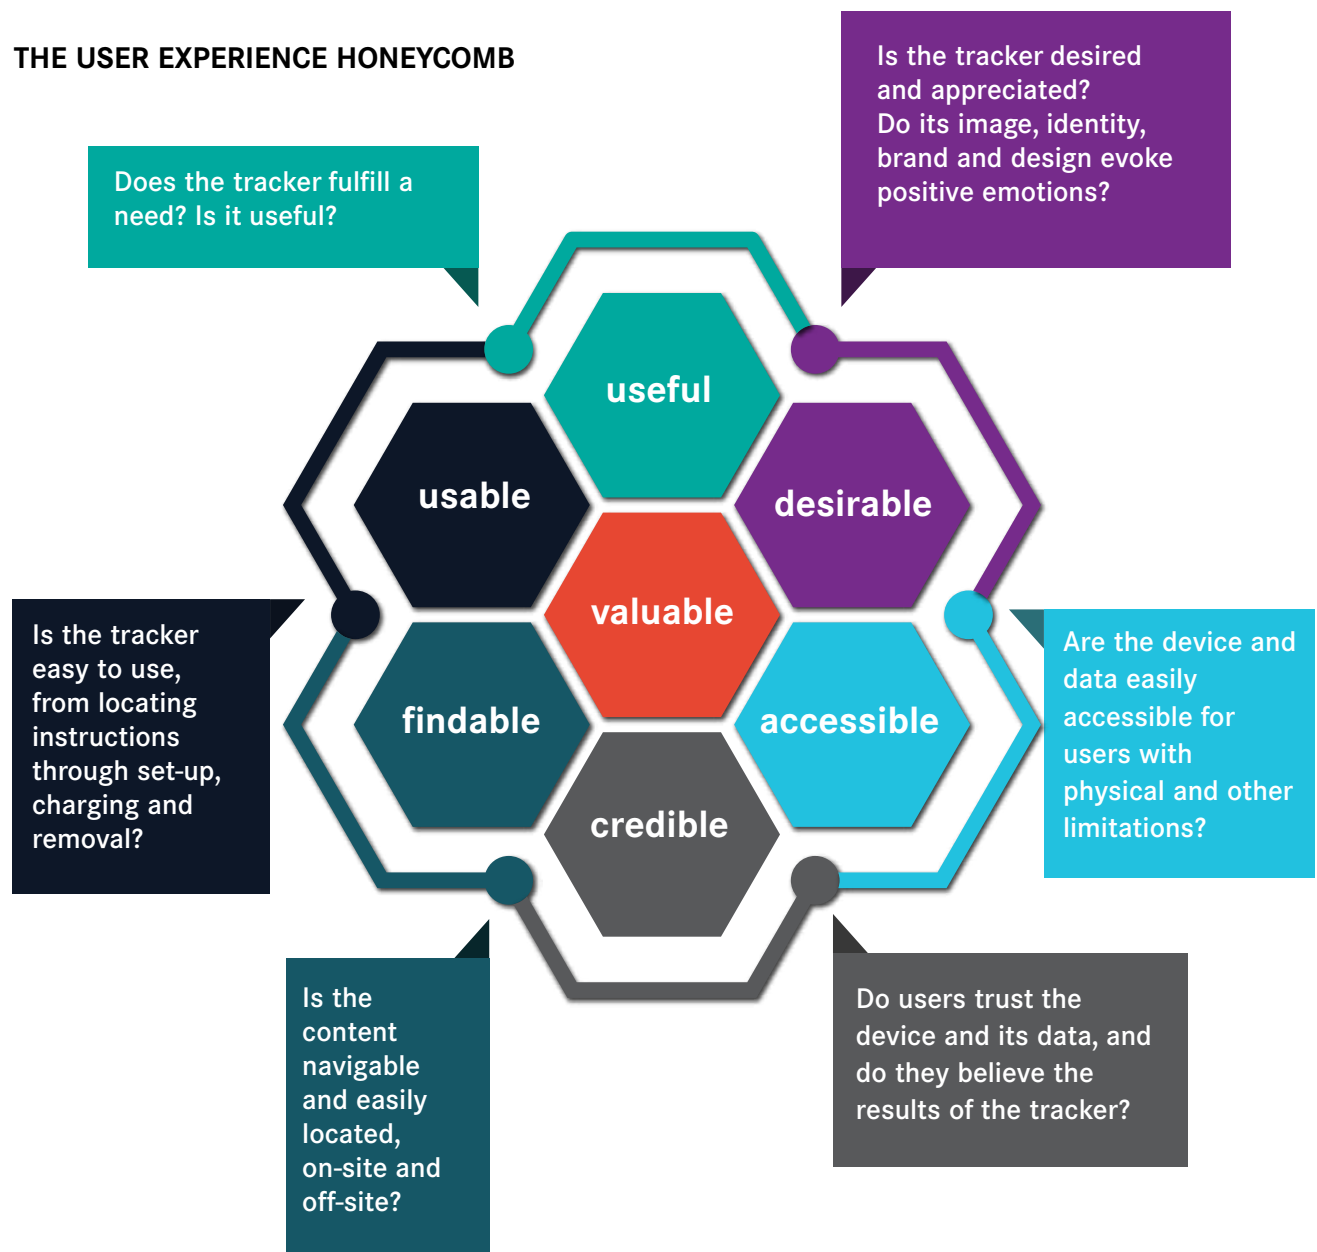 THE USER EXPERIENCE HONEYCOMB
Is the tracker desired
and appreciated?
Do its image, identity,
brand and design evoke
positive emotions?
Does the tracker fulfill a
need? Is it useful?
useful
usable
desirable
valuable
findable
accessible
credible
Is the tracker
easy to use,
from locating
instructions
through set-up,
charging and
removal?
Are the device and
data easily
accessible for
users with
physical and other
limitations?
Is the
content
navigable
and easily
located,
on-site and
off-site?
Do users trust the
device and its data, and
do they believe the
results of the tracker?